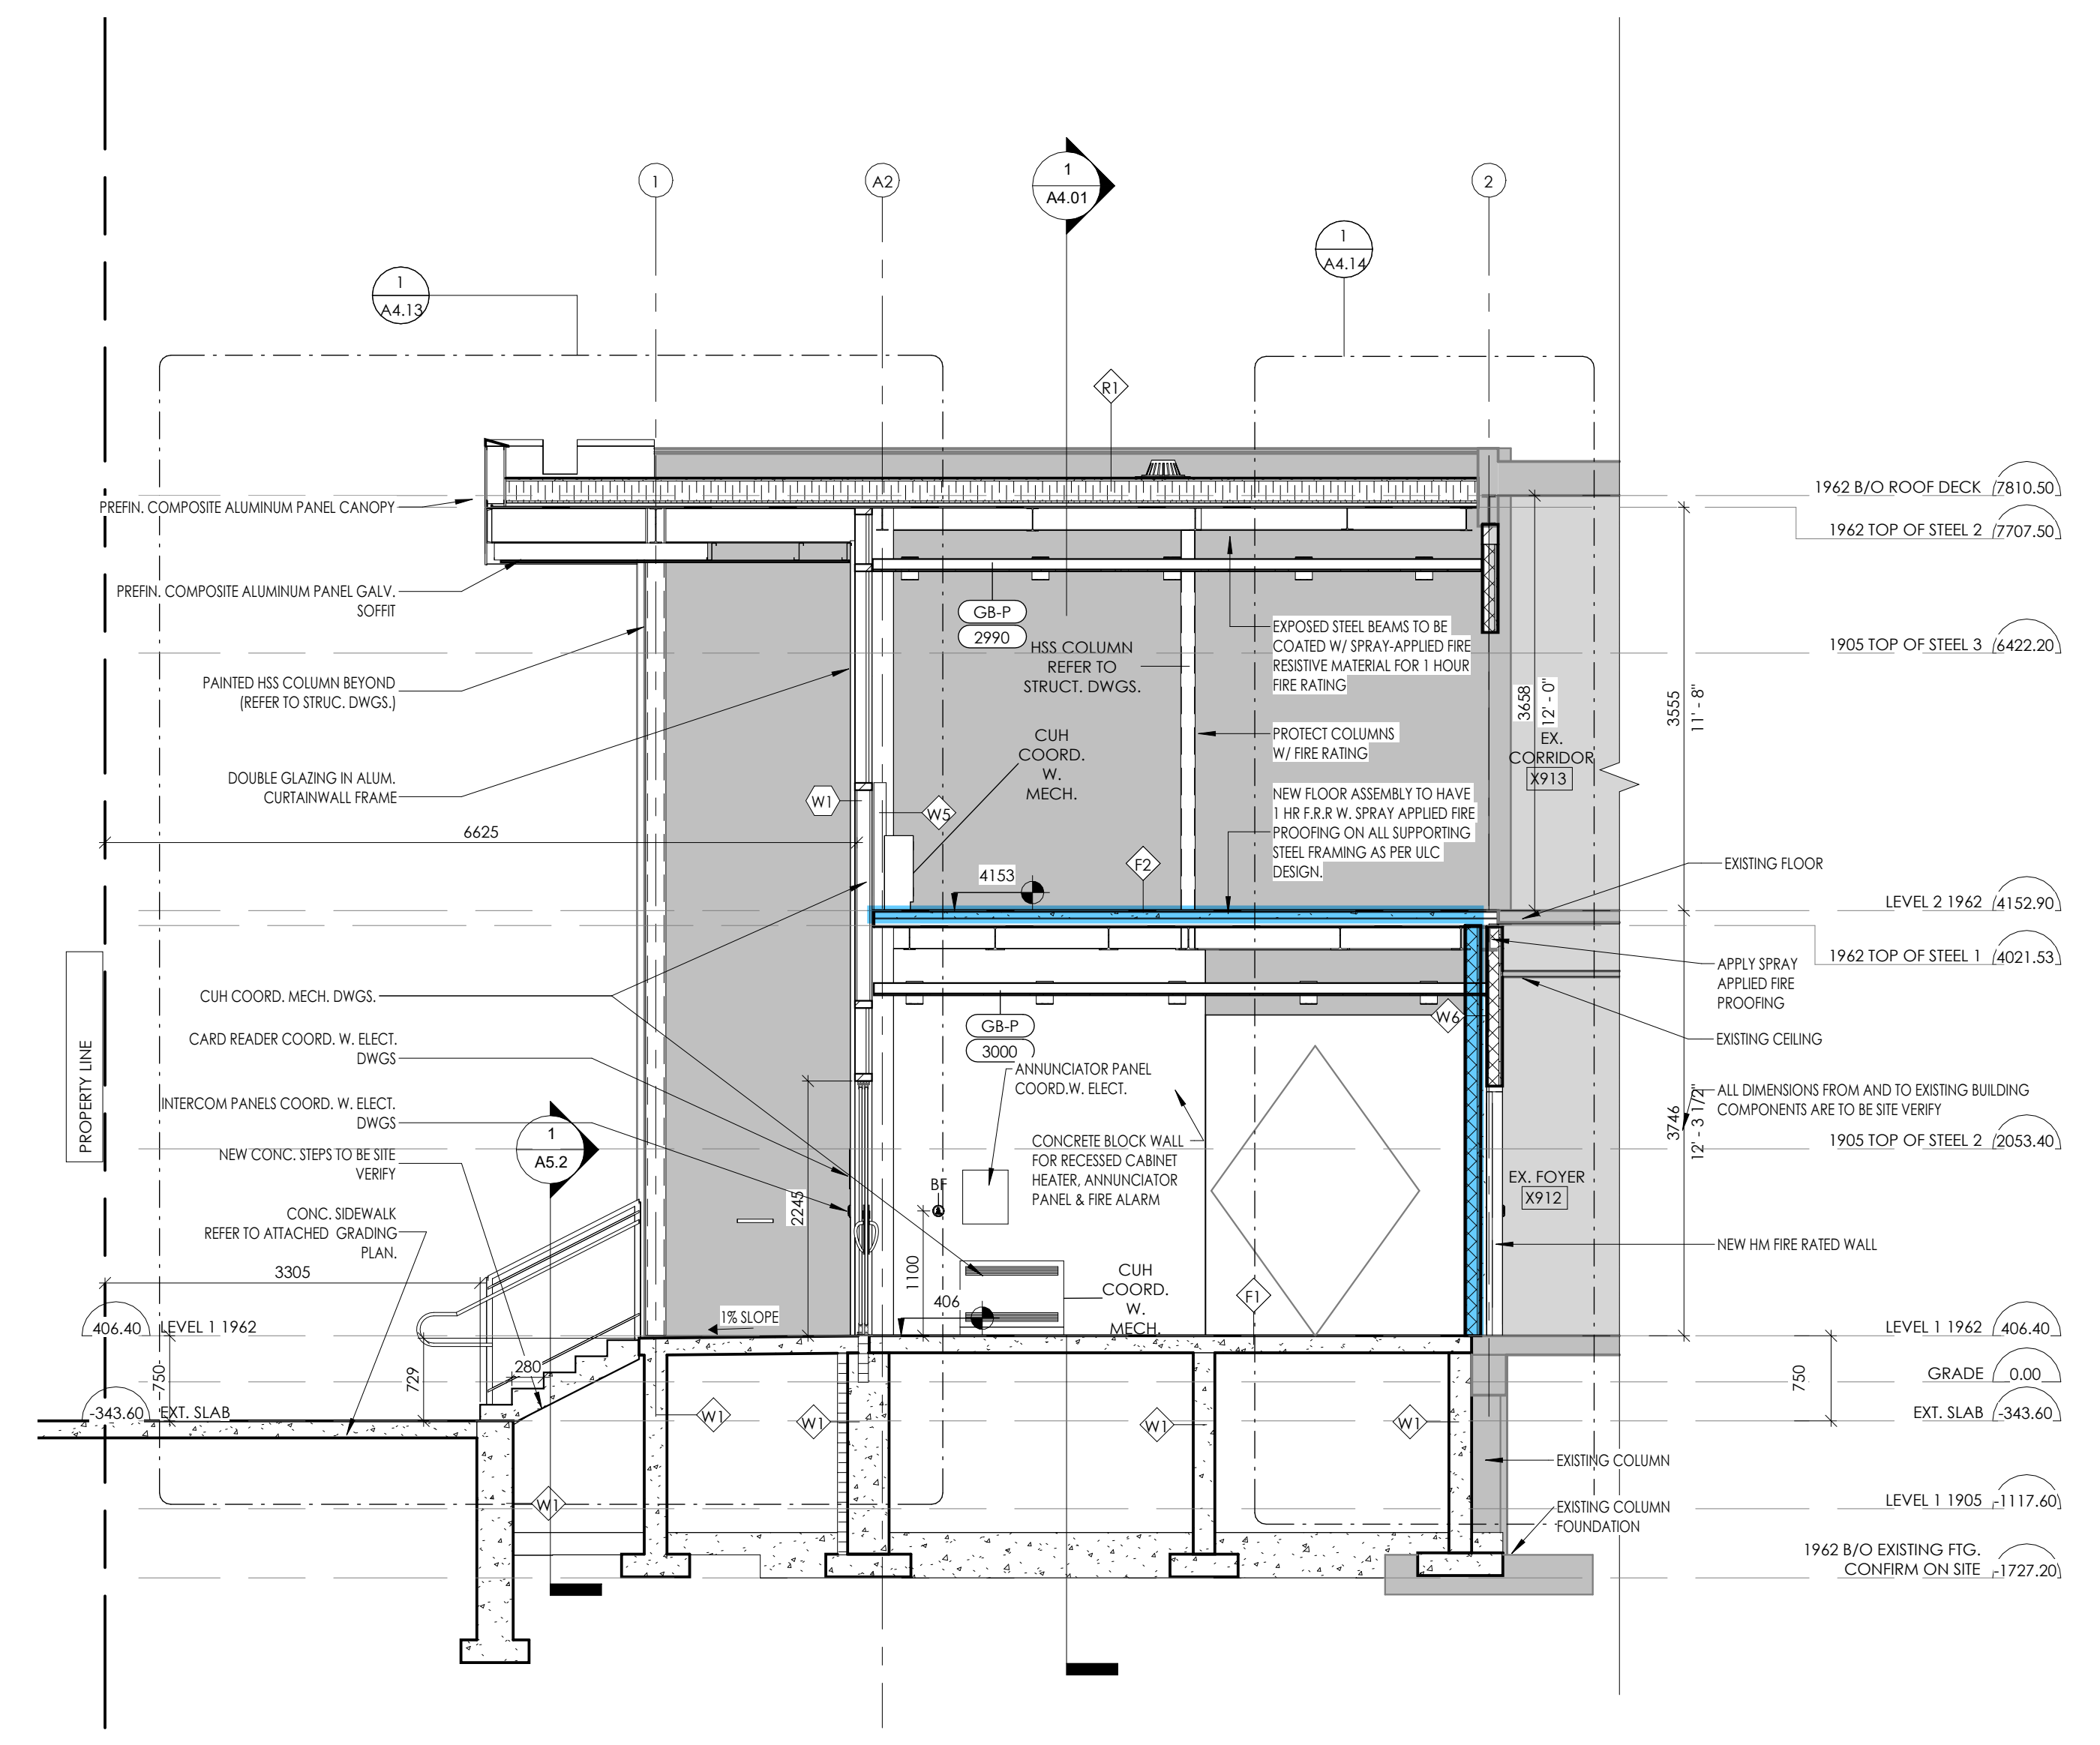 1
A2
1
A4.01
2
1
A4.14
1
A4.13
R1
PREFIN. COMPOSITE ALUMINUM PANEL CANOPY
1962 B/O ROOF DECK
7810.50
1962 TOP OF STEEL 2
7707.50
PREFIN. COMPOSITE ALUMINUM PANEL GALV.
SOFFIT
GB-P
2990
HSS COLUMN
REFER TO
STRUCT. DWGS.
EXPOSED STEEL BEAMS TO BE
COATED W/ SPRAY-APPLIED FIRE
RESISTIVE MATERIAL FOR 1 HOUR
FIRE RATING
1905 TOP OF STEEL 3
6422.20
PAINTED HSS COLUMN BEYOND
(REFER TO STRUC. DWGS.)
3658
12' - 0"
3555
11' - 8"
CUH
COORD.
W.
MECH.
PROTECT COLUMNS
W/ FIRE RATING
EX.
CORRIDOR
X913
DOUBLE GLAZING IN ALUM.
CURTAINWALL FRAME
W1
W5
NEW FLOOR ASSEMBLY TO HAVE
1 HR F.R.R W. SPRAY APPLIED FIRE
PROOFING ON ALL SUPPORTING
STEEL FRAMING AS PER ULC
DESIGN.
6625
F2
4153
EXISTING FLOOR
LEVEL 2 1962
4152.90
1962 TOP OF STEEL 1
4021.53
APPLY SPRAY
APPLIED FIRE
PROOFING
CUH COORD. MECH. DWGS.
GB-P
3000
W6
CARD READER COORD. W. ELECT.
DWGS
EXISTING CEILING
PROPERTY LINE
ANNUNCIATOR PANEL
COORD.W. ELECT.
ALL DIMENSIONS FROM AND TO EXISTING BUILDING
COMPONENTS ARE TO BE SITE VERIFY
INTERCOM PANELS COORD. W. ELECT.
DWGS
3746
12' - 3 1/2"
1
A5.2
CONCRETE BLOCK WALL
FOR RECESSED CABINET
HEATER, ANNUNCIATOR
PANEL & FIRE ALARM
1905 TOP OF STEEL 2
2053.40
NEW CONC. STEPS TO BE SITE
VERIFY
BF
EX. FOYER
X912
2245
CONC. SIDEWALK
REFER TO ATTACHED GRADING
PLAN.
NEW HM FIRE RATED WALL
3305
1100
CUH
COORD.
W.
MECH.
F1
406
1% SLOPE
406.40
LEVEL 1 1962
LEVEL 1 1962
406.40
750
729
280
750
GRADE
0.00
-343.60
EXT. SLAB
EXT. SLAB
-343.60
W1
W1
W1
W1
EXISTING COLUMN
W1
EXISTING COLUMN
FOUNDATION
LEVEL 1 1905
-1117.60
1962 B/O EXISTING FTG.
CONFIRM ON SITE
-1727.20